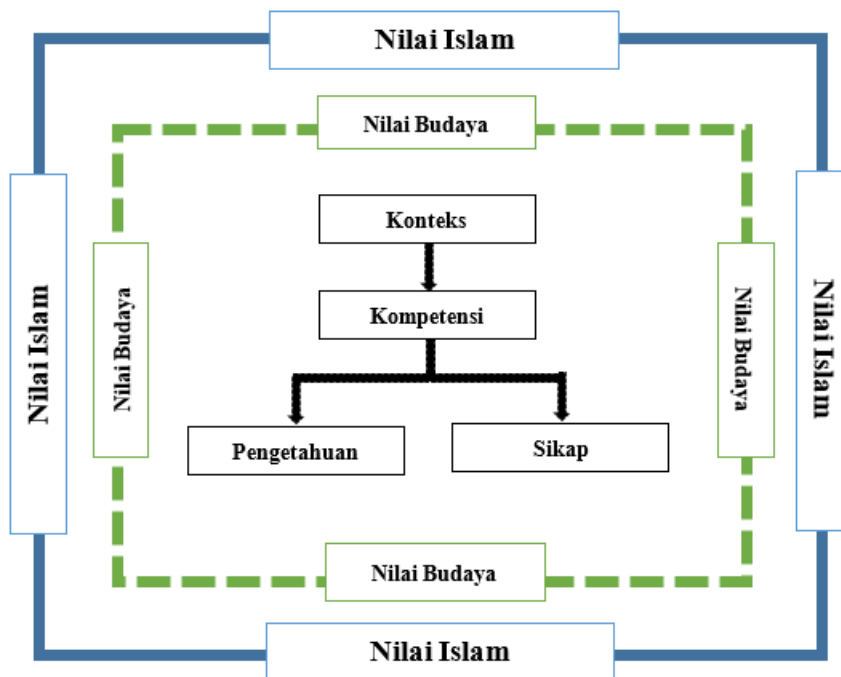 Nilai Islam
Nilai Budaya
Konteks
Nilai Islam
Nilai Budaya
Kompetensi
Nilai Budaya
Nilai Islam
Pengetahuan
Sikap
Nilai Budaya
Nilai Islam